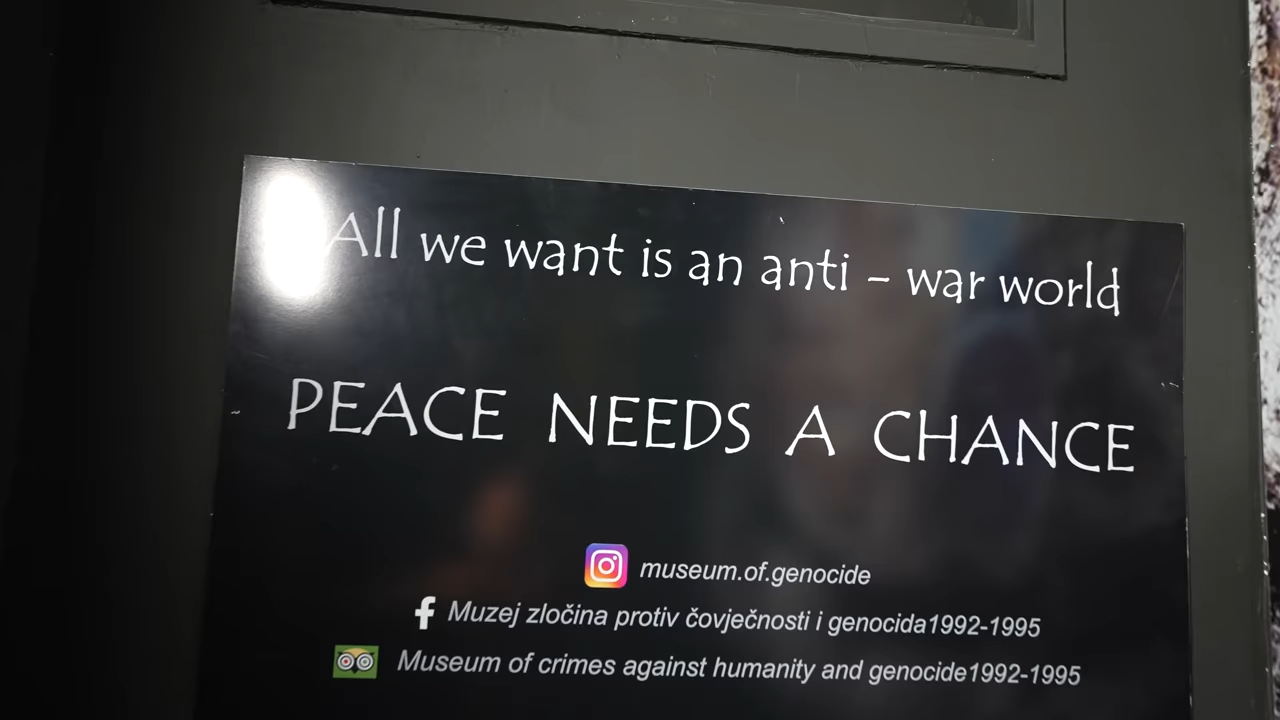 All we want is an anti – war world
PEACE NEEDS A CHANCE
museum.of.genocide
Muzej zločina protiv čovječnosti i genocida1992-1995
Museum of crimes against humanity and genocide1992-1995